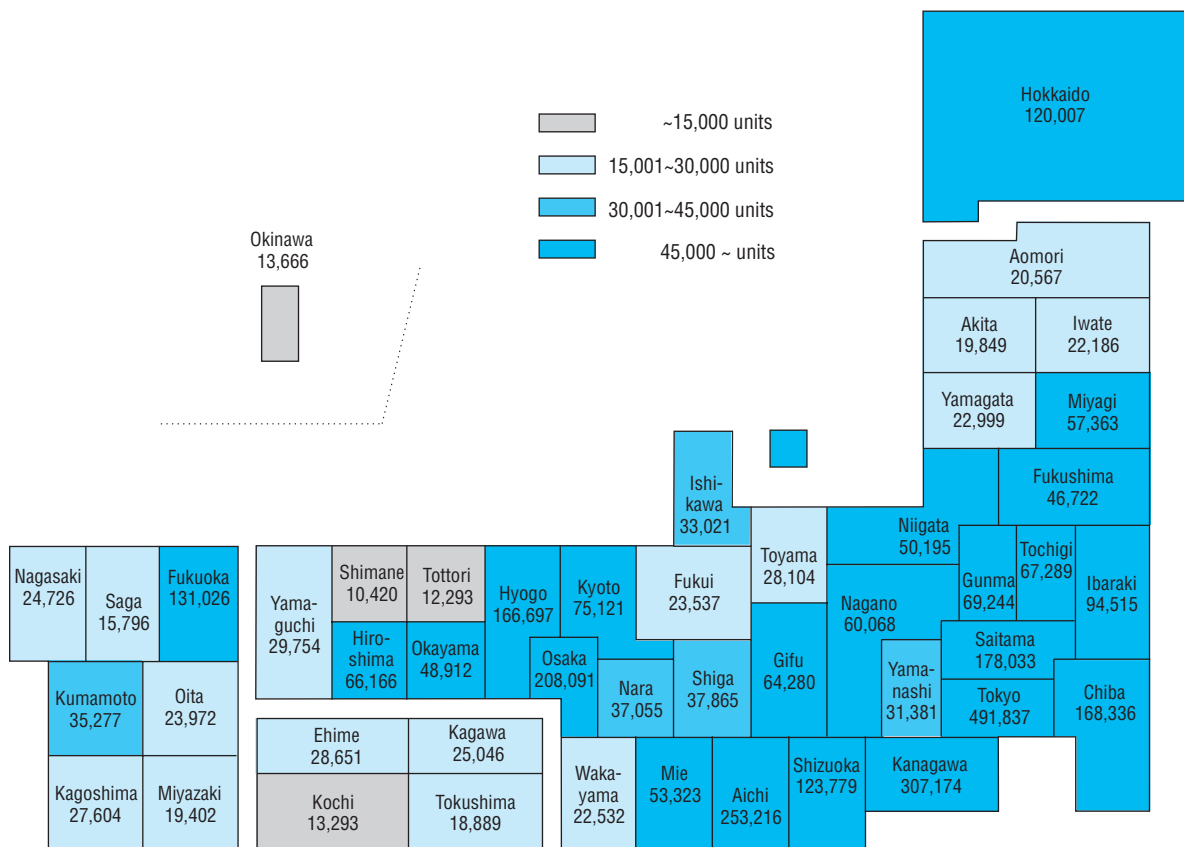 Hokkaido
120,007
~15,000 units
15,001~30,000 units
30,001~45,000 units
45,000 ~ units
Okinawa
13,666
Aomori
20,567
Akita
19,849
Iwate
22,186
Yamagata
22,999
Miyagi
57,363
Fukushima
46,722
Ishi-
kawa
33,021
Niigata
50,195
Toyama
28,104
Gunma
69,244
Tochigi
67,289
Ibaraki
94,515
Nagasaki
24,726
Saga
15,796
Fukuoka
131,026
Yama-
guchi
29,754
Shimane
10,420
Tottori
12,293
Hyogo
166,697
Kyoto
75,121
Fukui
23,537
Nagano
60,068
Hiro-
shima
66,166
Okayama
48,912
Osaka
208,091
Nara
37,055
Shiga
37,865
Gifu
64,280
Yama-
nashi
31,381
Saitama
178,033
Tokyo
491,837
Chiba
168,336
Kumamoto
35,277
Oita
23,972
Kagoshima
27,604
Miyazaki
19,402
Ehime
28,651
Kagawa
25,046
Kochi
13,293
Tokushima
18,889
Waka-
yama
22,532
Mie
53,323
Aichi
253,216
Shizuoka
123,779
Kanagawa
307,174